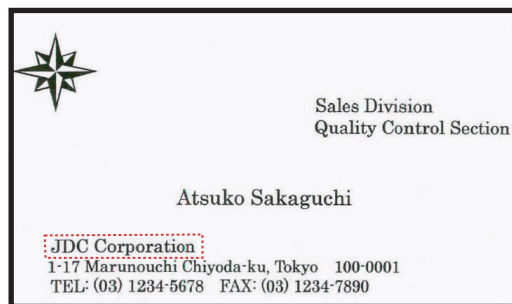 Sales Division
Quality Control Section
Atsuko Sakaguchi
JDC Corporation
1-17 Marunouchi Chiyoda-ku, Tokyo 100-0001
TEL: (03) 1234-5678 FAX: (03) 1234-7890